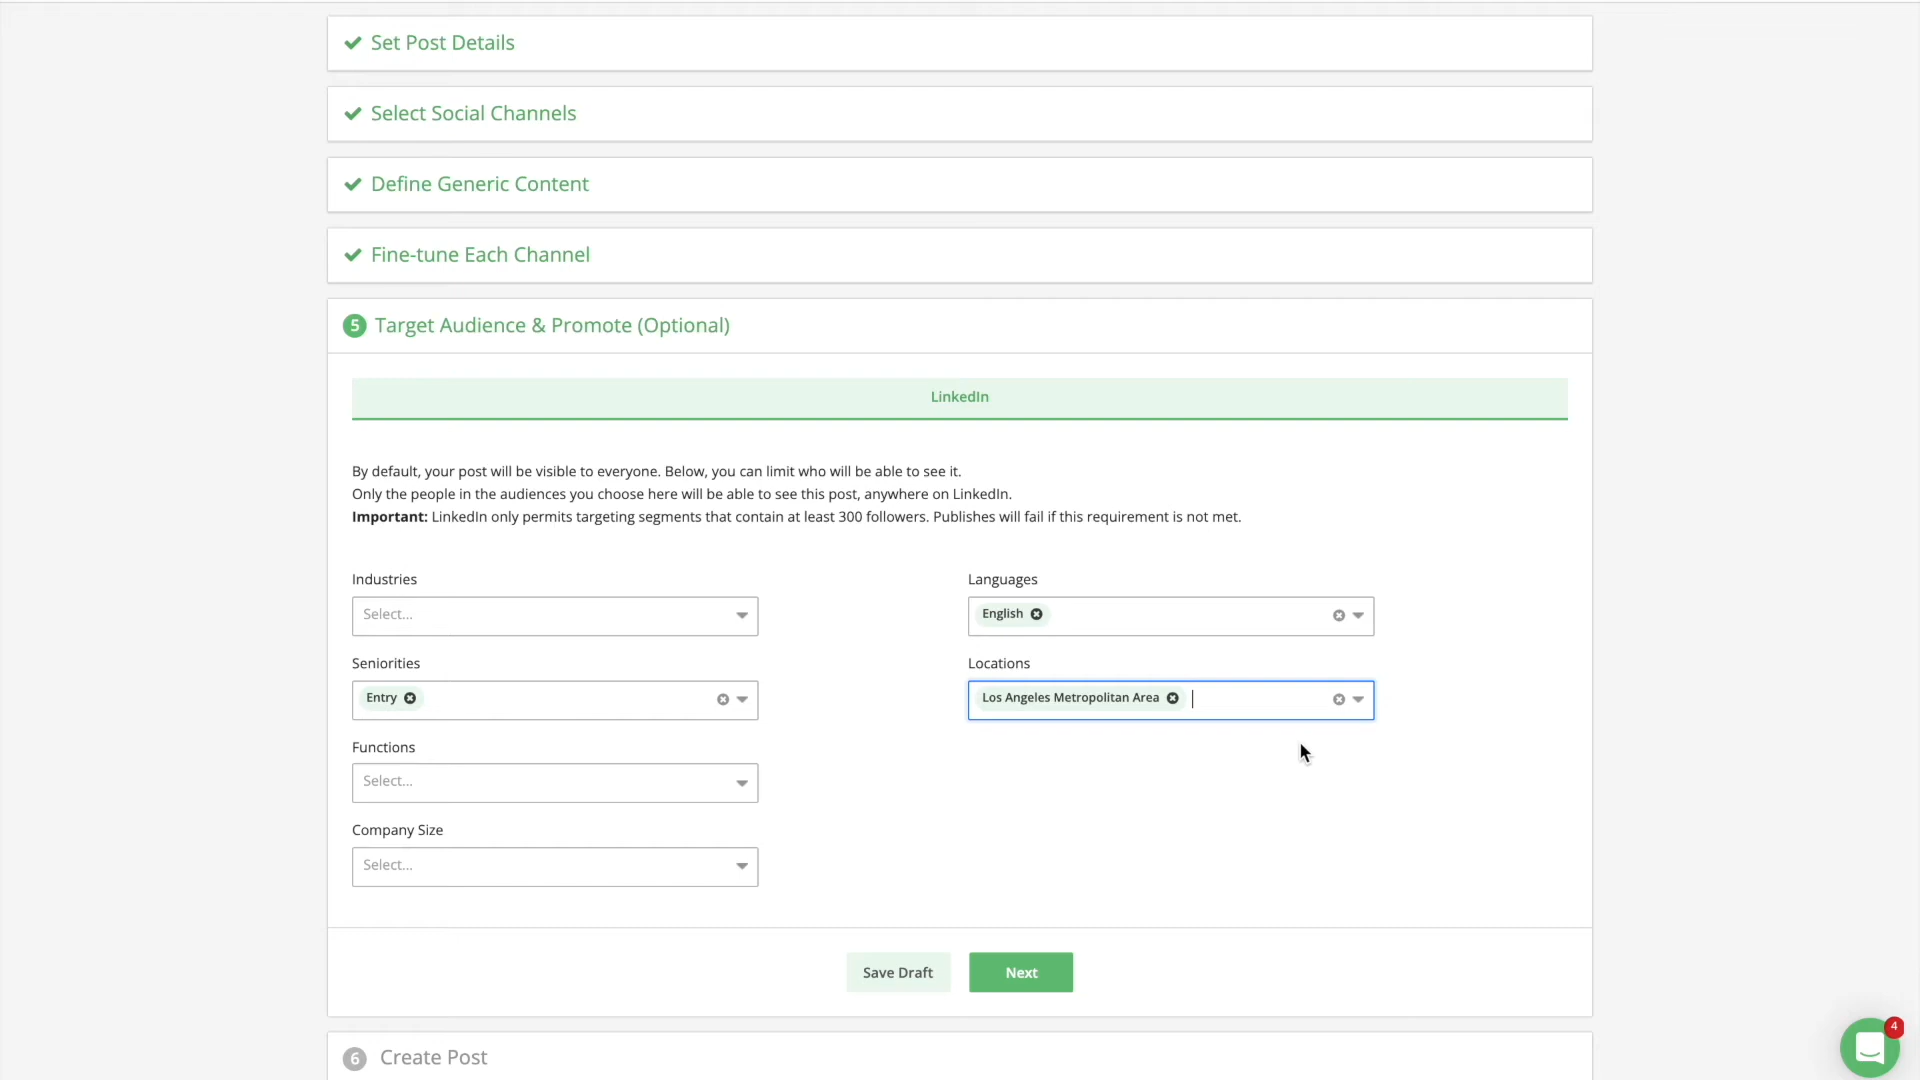 Set Post Details
Select Social Channels
Define Generic Content
Fine-tune Each Channel
5 Target Audience & Promote (Optional)
LinkedIn
By default, your post will be visible to everyone. Below, you can limit who will be able to see it.
Only the people in the audiences you choose here will be able to see this post, anywhere on LinkedIn.
Important: LinkedIn only permits targeting segments that contain at least 300 followers. Publishes will fail if this requirement is not met.
Industries
Select...
Seniorities
Entry
Functions
Select...
Company Size
Select...
Languages
English
Locations
Los Angeles Metropolitan Area
Save Draft
Next
6 Create Post
4